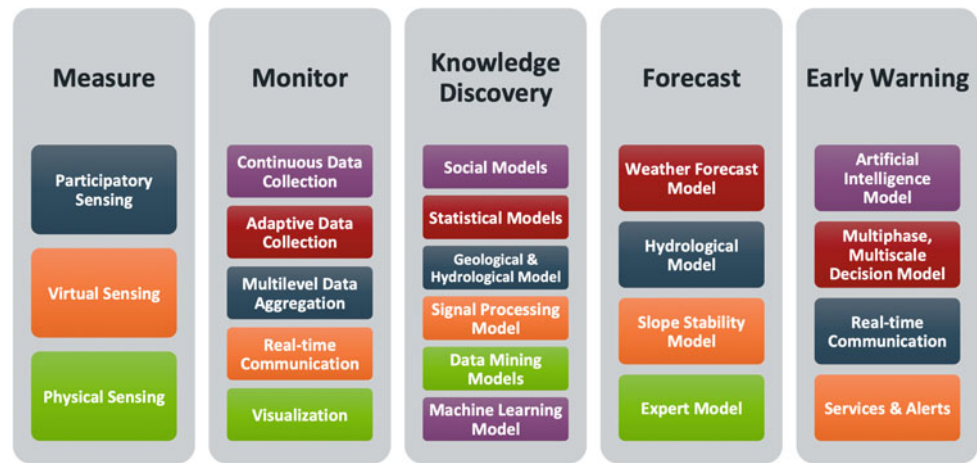 Measure
Participatory
Sensing
Virtual Sensing
Physical Sensing
Monitor
Continuous Data
Collection
Adaptive Data
Collection
Multilevel Data
Aggregation
Real-time
Communication
Visualization
Knowledge
Discovery
Social Models
Statistical Models
Geological &
Hydrological Model
Signal Processing
Model
Data Mining
Models
Machine Learning
Model
Forecast
Weather Forecast
Model
Hydrological
Model
Slope Stability
Model
Expert Model
Early Warning
Artificial
Intelligence
Model
Multiphase,
Multiscale
Decision Model
Real-time
Communication
Services & Alerts